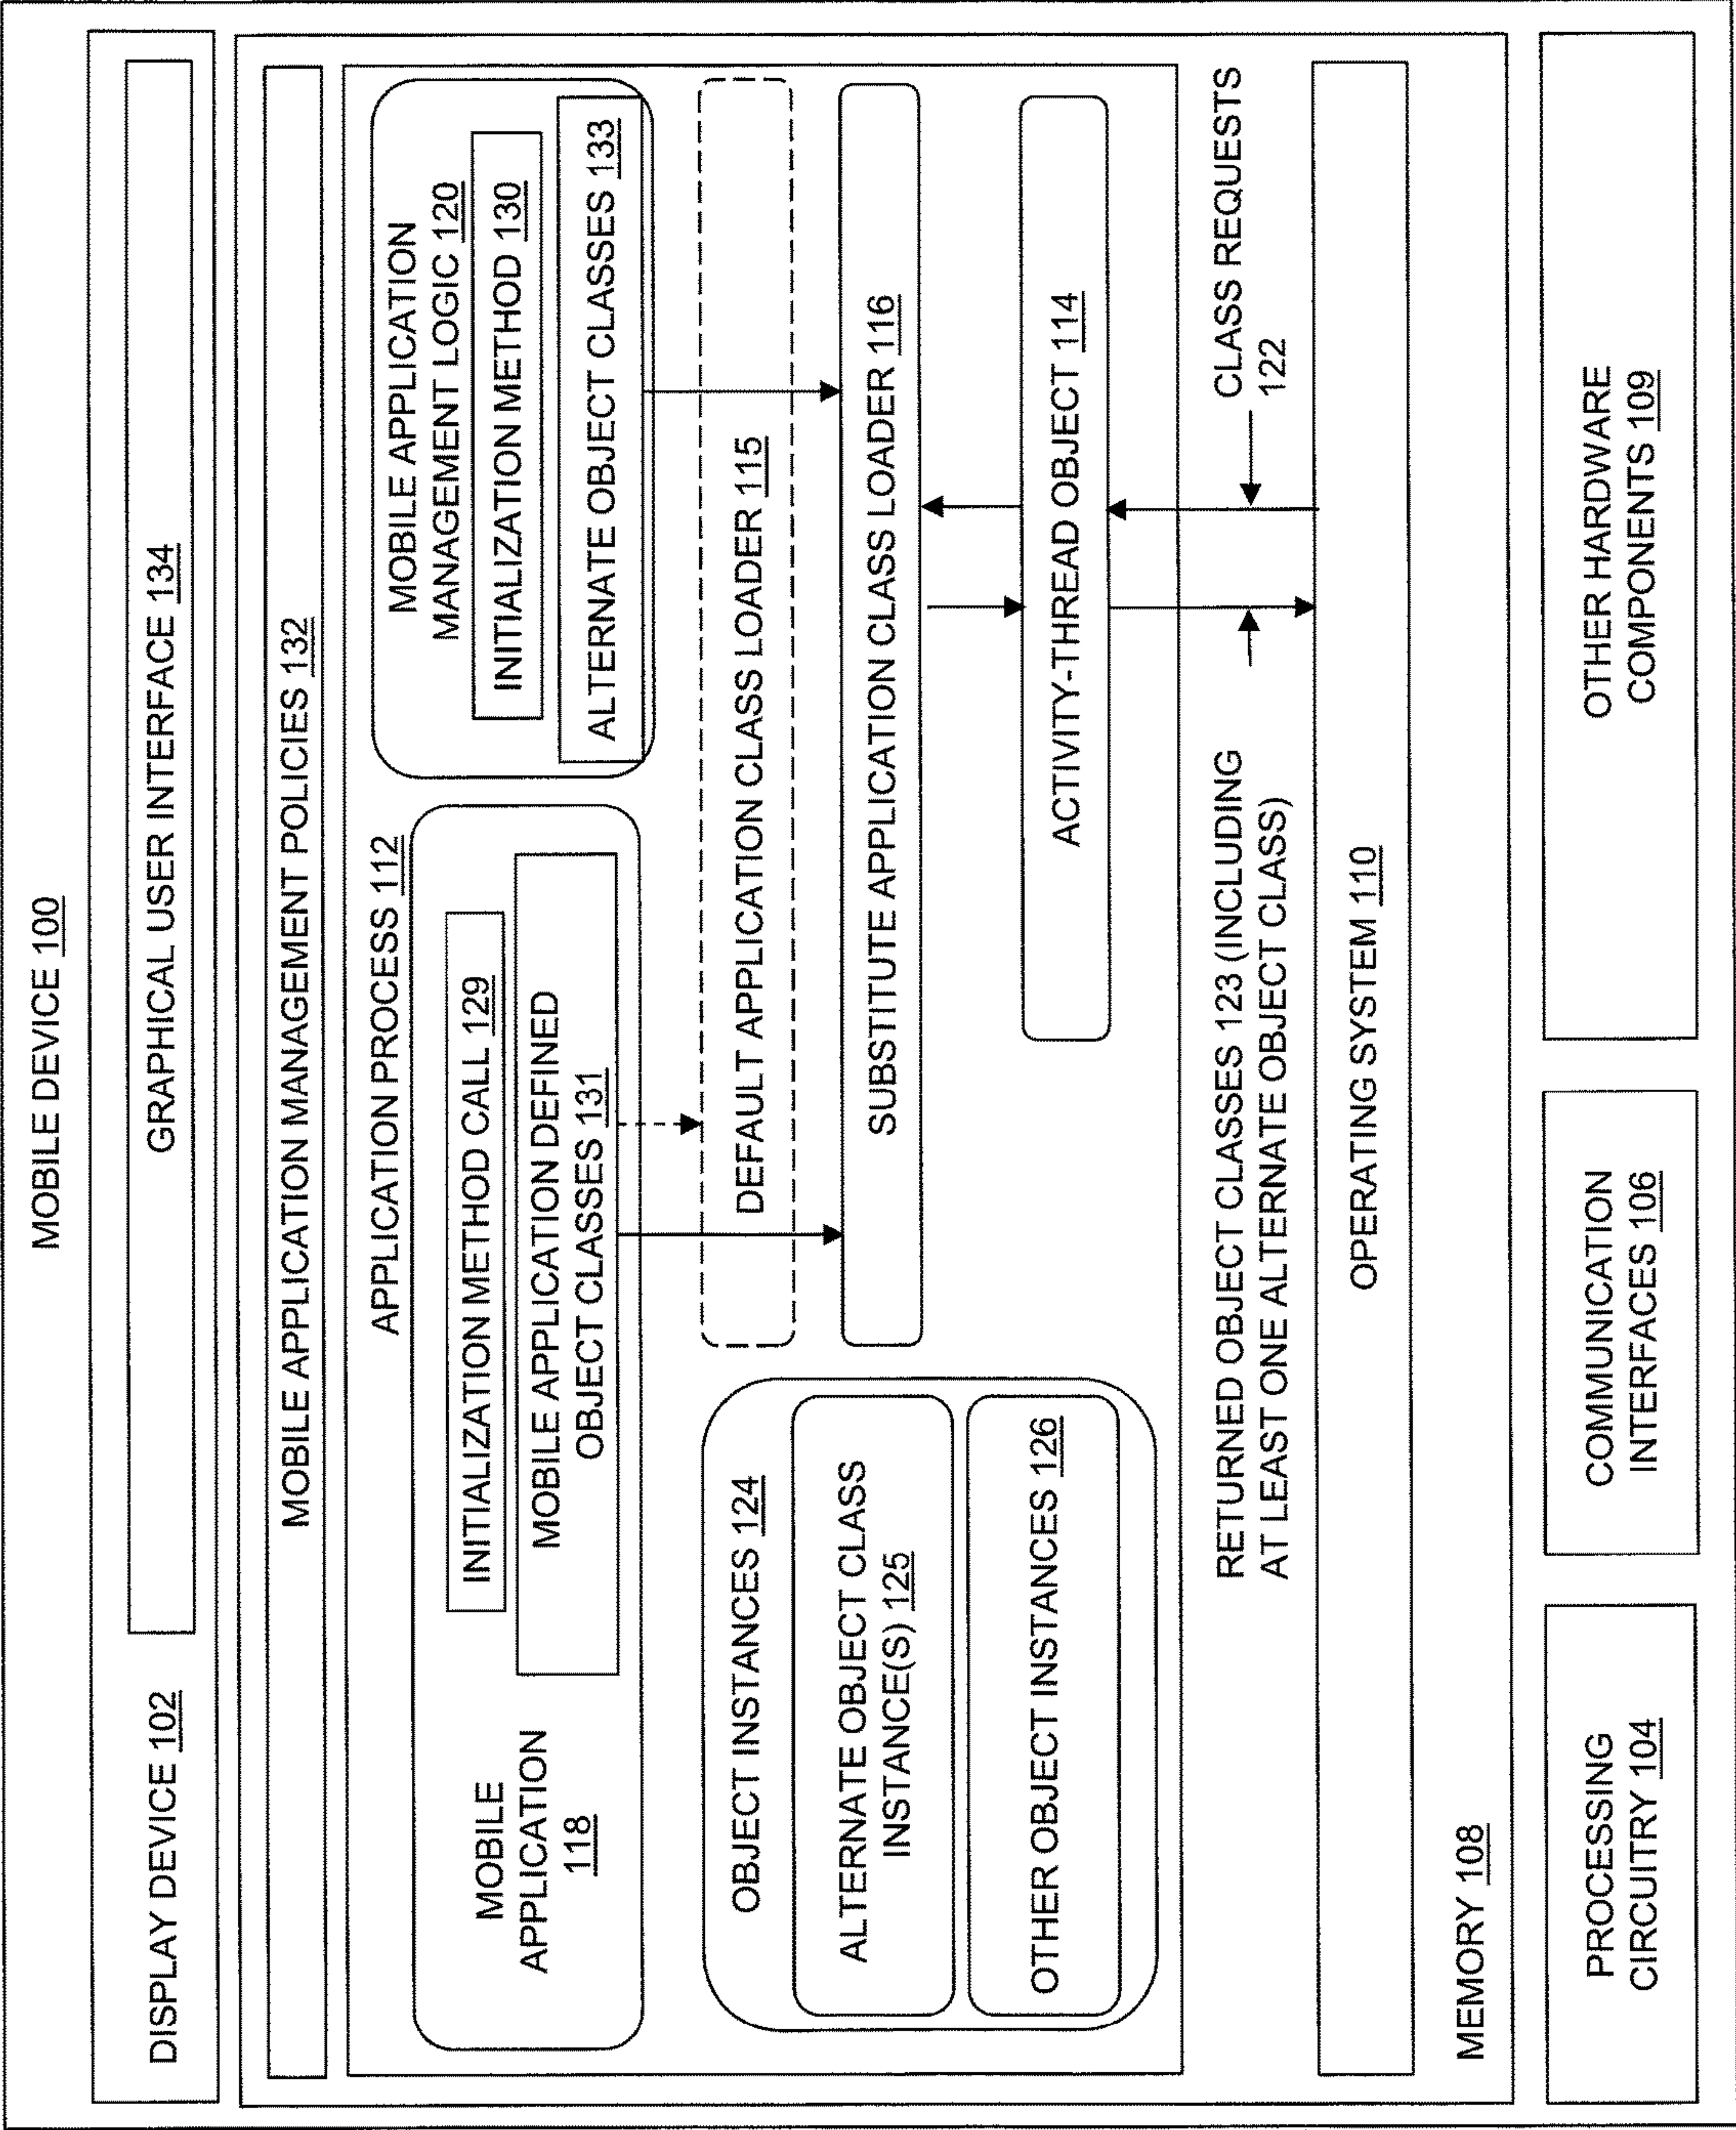 MOBILE DEVICE 100
DISPLAY DEVICE 102
GRAPHICAL USER INTERFACE 134
MOBILE APPLICATION MANAGEMENT POLICIES 132
APPLICATION PROCESS 112
MOBILE
APPLICATION
118
INITIALIZATION METHOD CALL 129
MOBILE APPLICATION DEFINED
OBJECT CLASSES 131
MOBILE APPLICATION
MANAGEMENT LOGIC 120
INITIALIZATION METHOD 130
ALTERNATE OBJECT CLASSES 133
DEFAULT APPLICATION CLASS LOADER 115
SUBSTITUTE APPLICATION CLASS LOADER 116
ACTIVITY-THREAD OBJECT 114
OBJECT INSTANCES 124
ALTERNATE OBJECT CLASS
INSTANCE(S) 125
OTHER OBJECT INSTANCES 126
RETURNED OBJECT CLASSES 123 (INCLUDING
AT LEAST ONE ALTERNATE OBJECT CLASS)
CLASS REQUESTS
122
OPERATING SYSTEM 110
MEMORY 108
PROCESSING
CIRCUITRY 104
COMMUNICATION
INTERFACES 106
OTHER HARDWARE
COMPONENTS 109